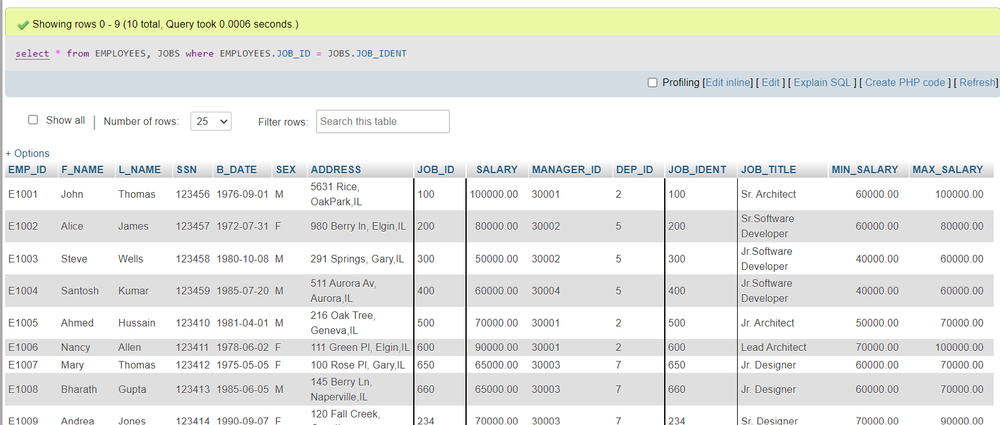 Showing rows 0 - 9 (10 total, Query took 0.0006 seconds.)
select * from EMPLOYEES, JOBS where EMPLOYEES.JOB_ID = JOBS.JOB_IDENT
Profiling [Edit inline] [ Edit ] [ Explain SQL ] [ Create PHP code ] [ Refresh]
Show all | Number of rows: 25 Filter rows: Search this table
+ Options
EMP_ID F_NAME L_NAME SSN B_DATE SEX ADDRESS JOB_ID SALARY MANAGER_ID DEP_ID JOB_IDENT JOB_TITLE MIN_SALARY MAX_SALARY
E1001 John Thomas 123456 1976-09-01 M 5631 Rice, OakPark,IL 100 100000.00 30001 2 100 Sr. Architect 60000.00 100000.00
E1002 Alice James 123457 1972-07-31 F 980 Berry ln, Elgin,IL 200 80000.00 30002 5 200 Sr.Software Developer 60000.00 80000.00
E1003 Steve Wells 123458 1980-10-08 M 291 Springs, Gary,IL 300 50000.00 30002 5 300 Jr.Software Developer 40000.00 60000.00
E1004 Santosh Kumar 123459 1985-07-20 M 511 Aurora Av, Aurora,IL 400 60000.00 30004 5 400 Jr.Software Developer 40000.00 60000.00
E1005 Ahmed Hussain 123410 1981-04-01 M 216 Oak Tree, Geneva,IL 500 70000.00 30001 2 500 Jr. Architect 50000.00 70000.00
E1006 Nancy Allen 123411 1978-06-02 F 111 Green Pl, Elgin,IL 600 90000.00 30001 2 600 Lead Architect 70000.00 100000.00
E1007 Mary Thomas 123412 1975-05-05 F 100 Rose Pl, Gary,IL 650 65000.00 30003 7 650 Jr. Designer 60000.00 70000.00
E1008 Bharath Gupta 123413 1985-06-05 M 145 Berry Ln, Naperville,IL 660 65000.00 30003 7 660 Jr. Designer 60000.00 70000.00
E1009 Andrea Jones 123414 1990-09-07 F 120 Fall Creek, 234 70000.00 30003 7 234 Sr. Designer 70000.00 90000.00